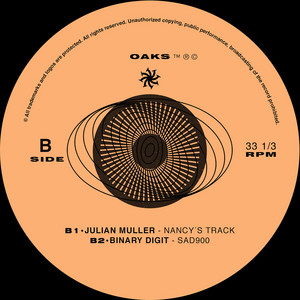 © All trademarks and logos are protected. All rights reserved. Unauthorized copying, public performance, broadcasting of the record prohibited.
OAKS ™ ℗ ©
B
SIDE
33 1/3
RPM
B1•JULIAN MULLER - NANCY´S TRACK
B2•BINARY DIGIT - SAD900